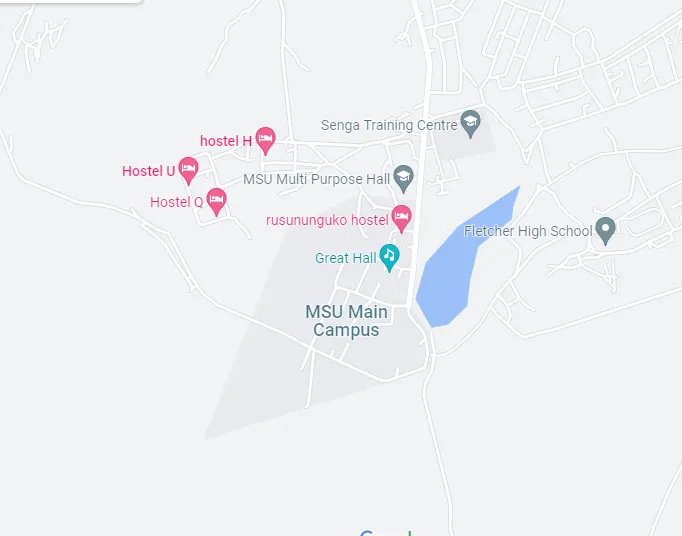 Senga Training Centre
hostel H
Hostel U
MSU Multi Purpose Hall
Hostel Q
rusununguko hostel
Fletcher High School
Great Hall
MSU Main
Campus